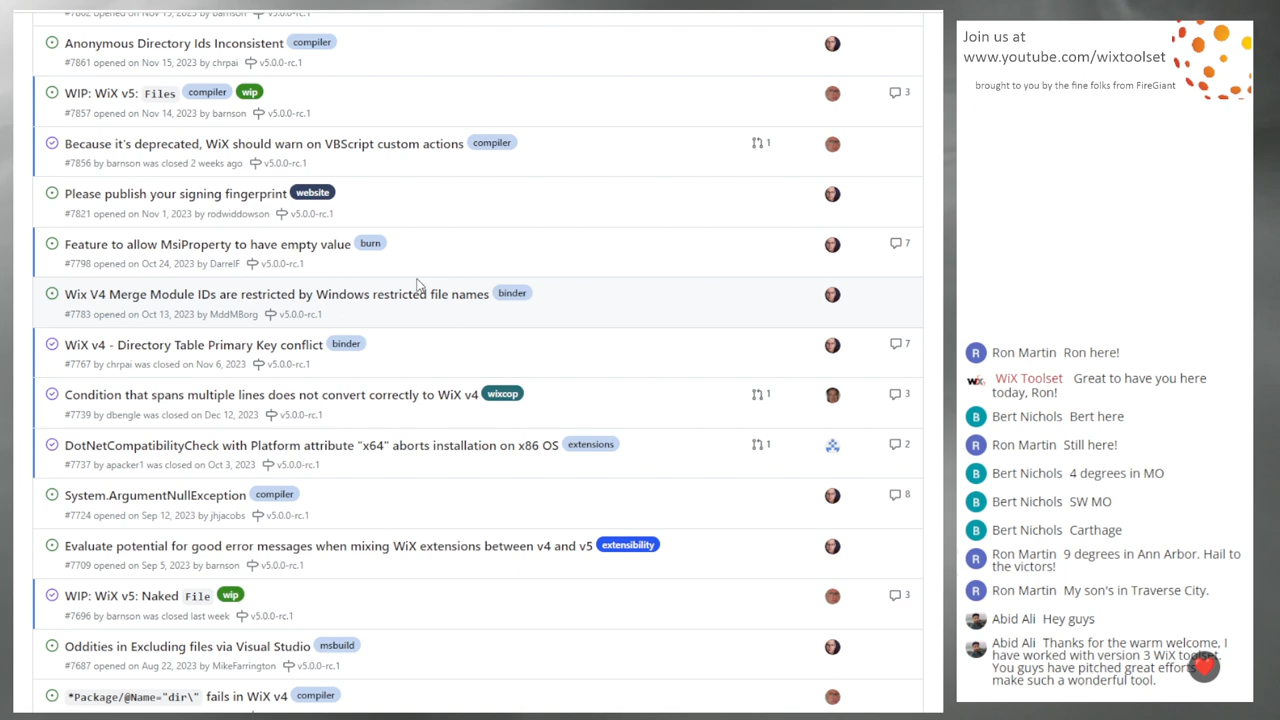 #7862 opened on Nov 15, 2023 by barnson v5.0.0-rc.1
Anonymous Directory Ids Inconsistent compiler
#7861 opened on Nov 15, 2023 by chrpai v5.0.0-rc.1
WIP: WiX v5: Files compiler wip 3
#7857 opened on Nov 14, 2023 by barnson v5.0.0-rc.1
Because it's deprecated, WiX should warn on VBScript custom actions compiler 1
#7856 by barnson was closed 2 weeks ago v5.0.0-rc.1
Please publish your signing fingerprint website
#7821 opened on Nov 1, 2023 by rodwiddowson v5.0.0-rc.1
Feature to allow MsiProperty to have empty value burn 7
#7798 opened on Oct 24, 2023 by DarrelF v5.0.0-rc.1
Wix V4 Merge Module IDs are restricted by Windows restricted file names binder
#7783 opened on Oct 13, 2023 by MddMBorg v5.0.0-rc.1
WiX v4 - Directory Table Primary Key conflict binder 7
#7767 by chrpai was closed on Nov 6, 2023 v5.0.0-rc.1
Condition that spans multiple lines does not convert correctly to WiX v4 wixcop 1 3
#7739 by dbengle was closed on Dec 12, 2023 v5.0.0-rc.1
DotNetCompatibilityCheck with Platform attribute "x64" aborts installation on x86 OS extensions 1 2
#7737 by apacker1 was closed on Oct 3, 2023 v5.0.0-rc.1
System.ArgumentNullException compiler 8
#7724 opened on Sep 12, 2023 by jhjacobs v5.0.0-rc.1
Evaluate potential for good error messages when mixing WiX extensions between v4 and v5 extensibility
#7709 opened on Sep 5, 2023 by barnson v5.0.0-rc.1
WIP: WiX v5: Naked File wip 3
#7696 by barnson was closed last week v5.0.0-rc.1
Oddities in Excluding files via Visual Studio msbuild
#7687 opened on Aug 22, 2023 by MikeFarrington v5.0.0-rc.1
*Package/@Name="dir\" fails in WiX v4 compiler
Join us at
www.youtube.com/wixtoolset
brought to you by the fine folks from FireGiant
R Ron Martin Ron here!
WiX WiX Toolset Great to have you here
today, Ron!
B Bert Nichols Bert here
R Ron Martin Still here!
B Bert Nichols 4 degrees in MO
B Bert Nichols SW MO
B Bert Nichols Carthage
R Ron Martin 9 degrees in Ann Arbor. Hail to
the victors!
R Ron Martin My son's in Traverse City.
Abid Ali Hey guys
Abid Ali Thanks for the warm welcome, I
have worked with version 3 WiX toolset.
You guys have pitched great efforts
make such a wonderful tool.